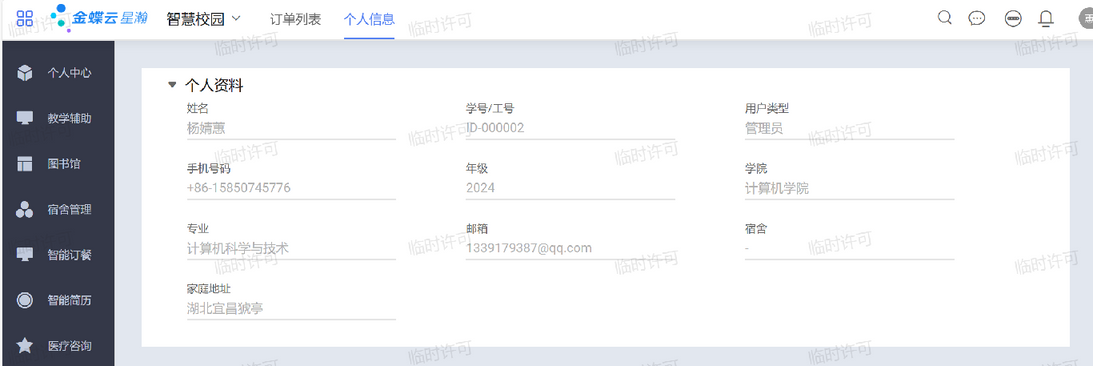 金蝶云星瀚 智慧校园 订单列表 个人信息
个人中心
教学辅助
图书馆
宿舍管理
智能订餐
智能简历
医疗咨询
个人资料
姓名 学号/工号 用户类型
杨婧蕙 ID-000002 管理员
手机号码 年级 学院
+86-15850745776 2024 计算机学院
专业 邮箱 宿舍
计算机科学与技术 1339179387@qq.com -
家庭地址
湖北宜昌猇亭
临时许可